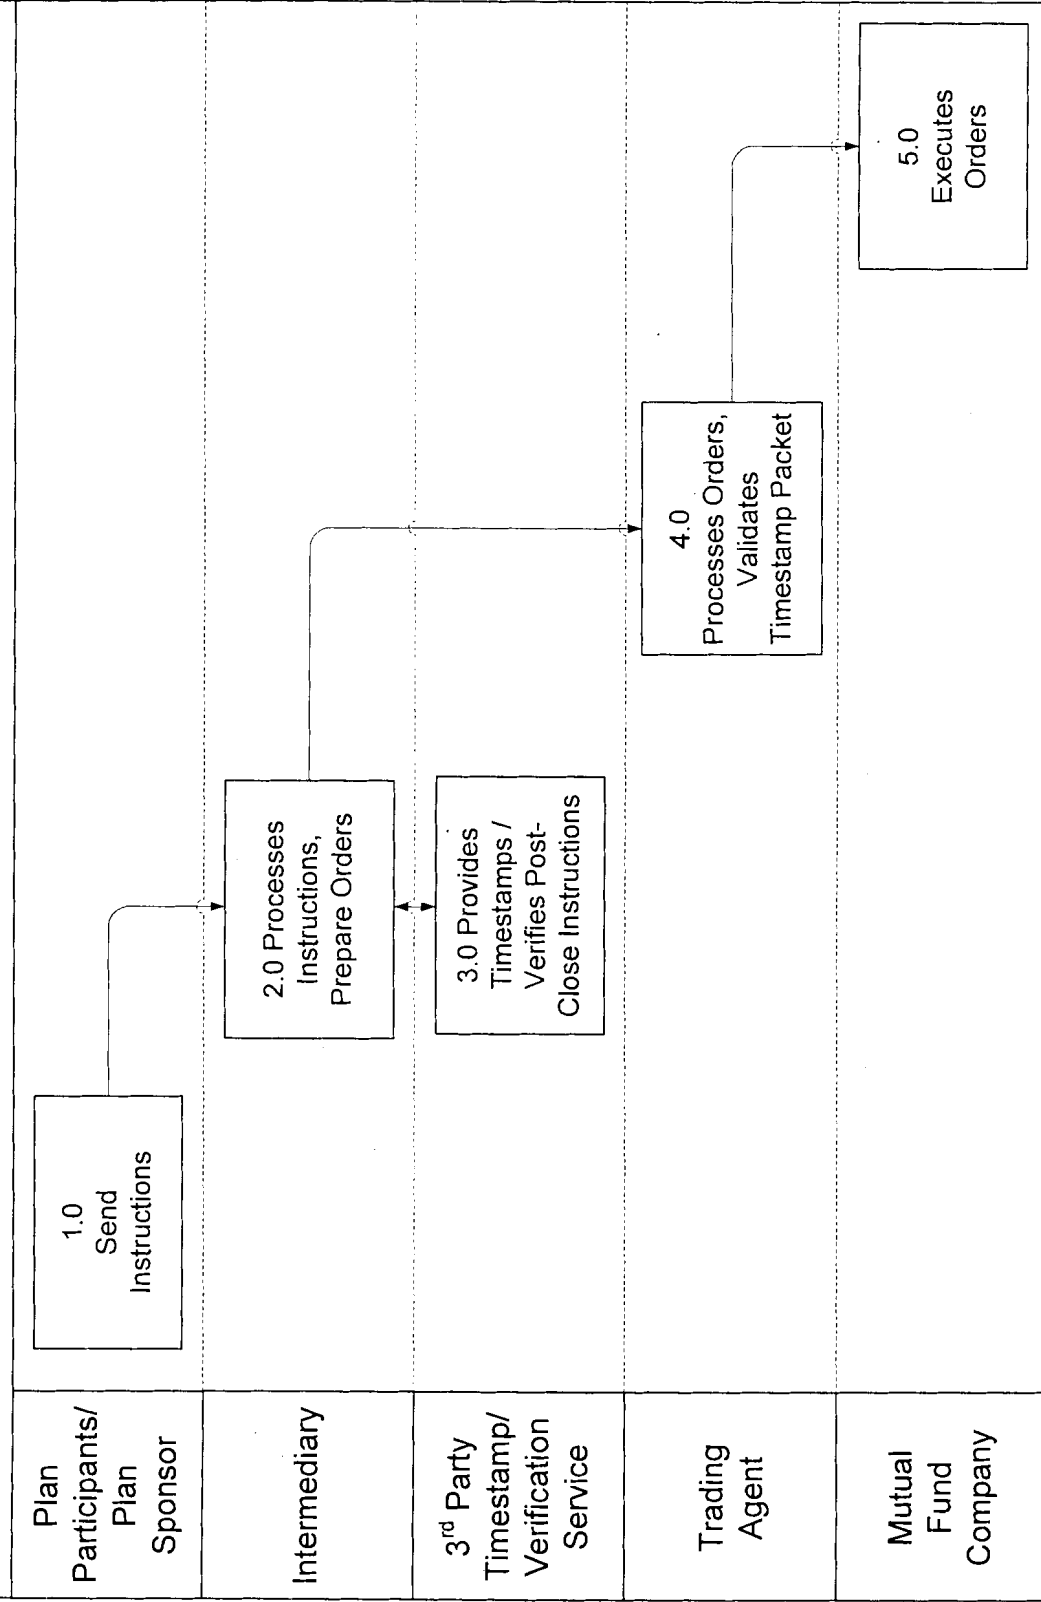 Plan
Participants/
Plan
Sponsor
1.0
Send
Instructions
Intermediary
2.0 Processes
Instructions,
Prepare Orders
3rd Party
Timestamp/
Verification
Service
3.0 Provides
Timestamps /
Verifies Post-
Close Instructions
Trading
Agent
4.0
Processes Orders,
Validates
Timestamp Packet
Mutual
Fund
Company
5.0
Executes
Orders